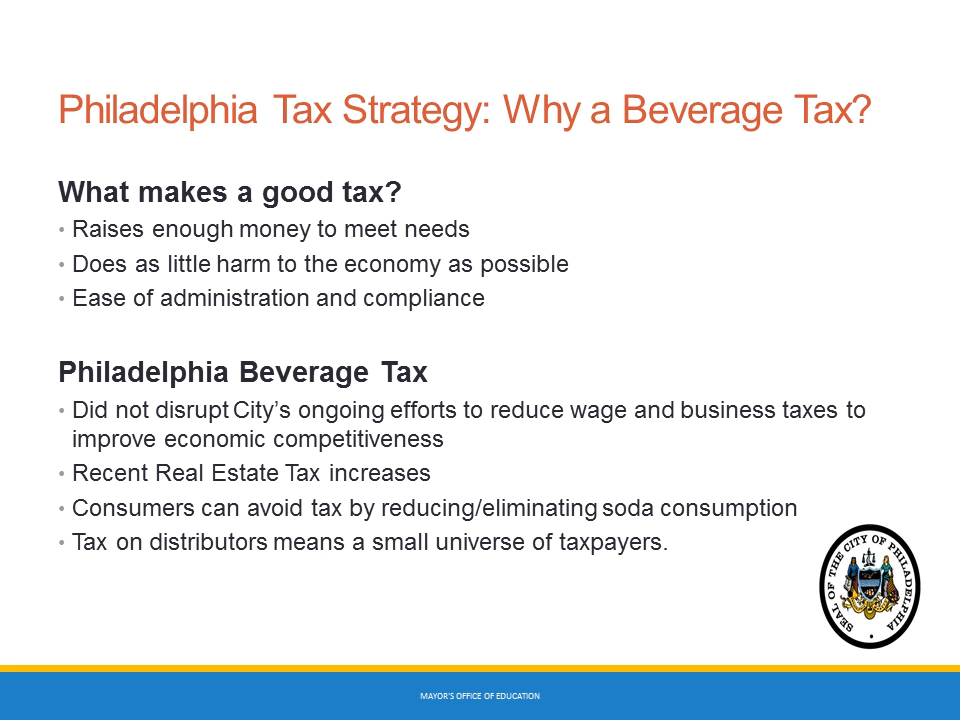 Philadelphia Tax Strategy: Why a Beverage Tax?
What makes a good tax?
• Raises enough money to meet needs
• Does as little harm to the economy as possible
• Ease of administration and compliance
Philadelphia Beverage Tax
• Did not disrupt City’s ongoing efforts to reduce wage and business taxes to
improve economic competitiveness
• Recent Real Estate Tax increases
• Consumers can avoid tax by reducing/eliminating soda consumption
• Tax on distributors means a small universe of taxpayers.
SEAL OF THE CITY OF PHILADELPHIA
MAYOR'S OFFICE OF EDUCATION